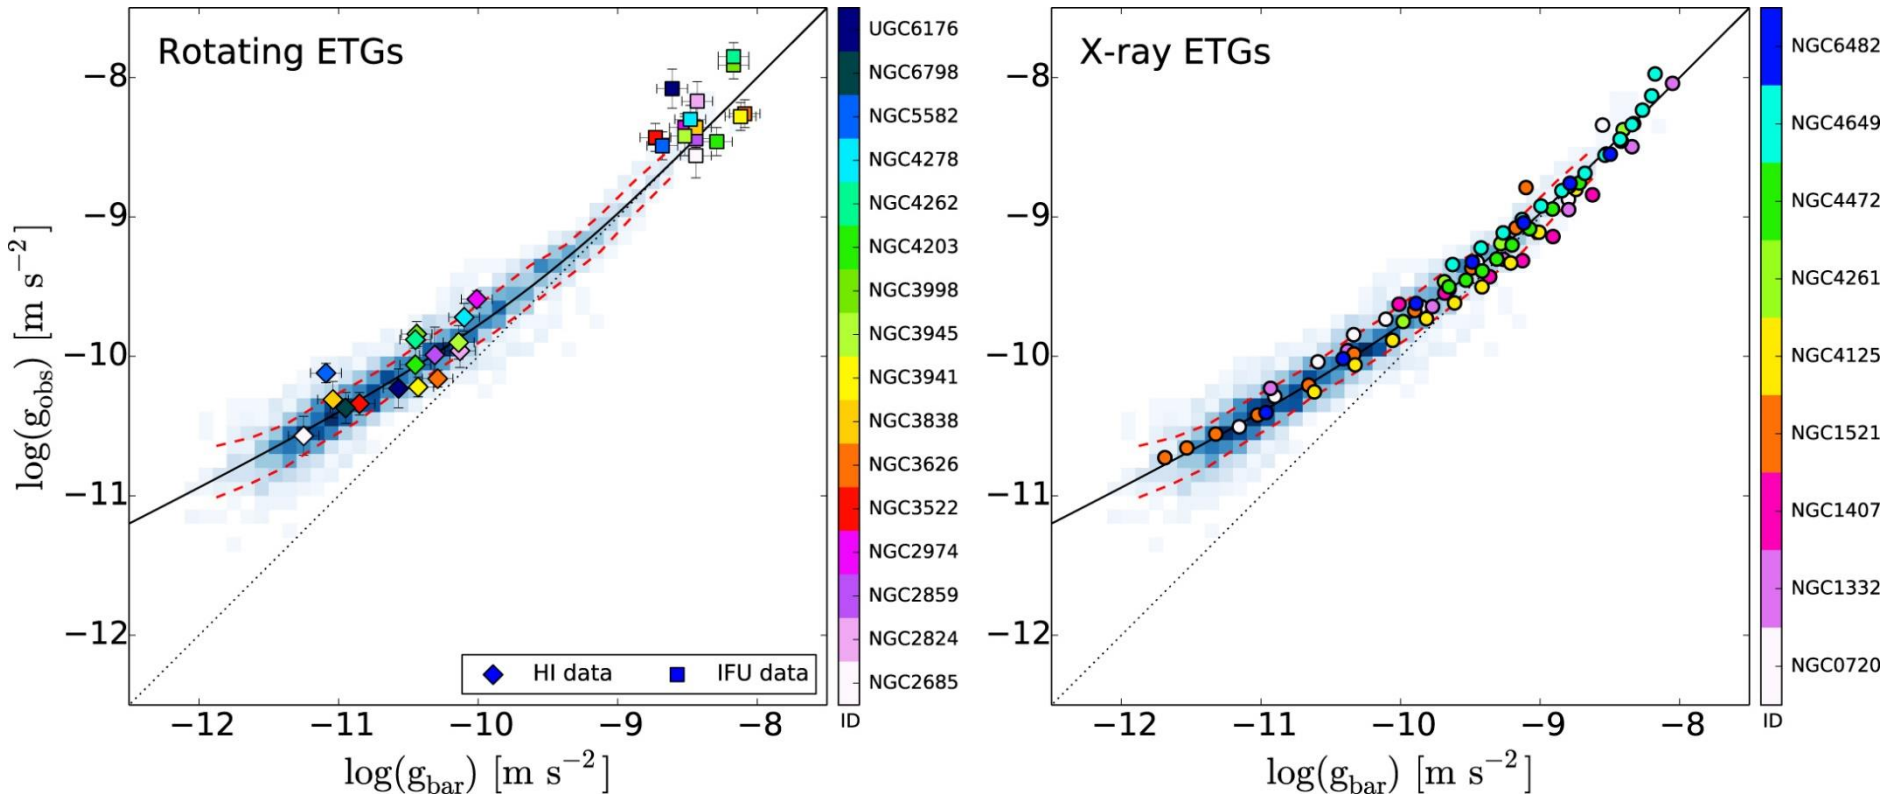 Rotating ETGs
−8
−9
−10
−11
−12
log(g_obs) [m s⁻²]
−12 −11 −10 −9 −8
log(g_bar) [m s⁻²]
HI data
IFU data
UGC6176
NGC6798
NGC5582
NGC4278
NGC4262
NGC4203
NGC3998
NGC3945
NGC3941
NGC3838
NGC3626
NGC3522
NGC2974
NGC2859
NGC2824
NGC2685
ID
X-ray ETGs
−8
−9
−10
−11
−12
−12 −11 −10 −9 −8
log(g_bar) [m s⁻²]
NGC6482
NGC4649
NGC4472
NGC4261
NGC4125
NGC1521
NGC1407
NGC1332
NGC0720
ID